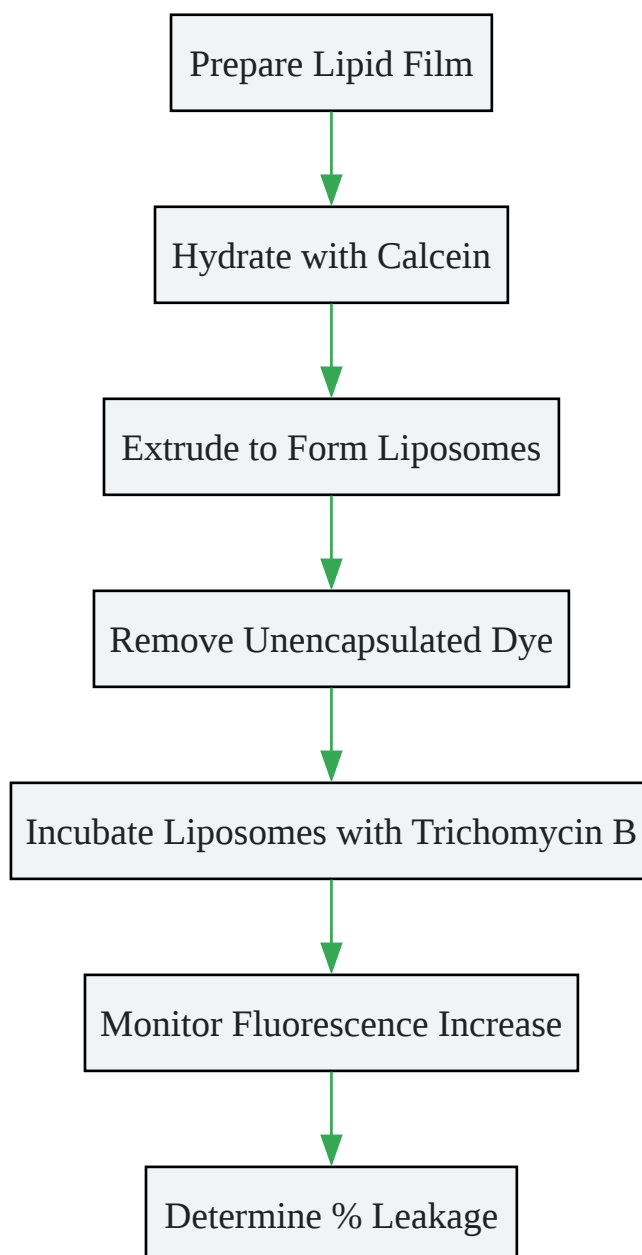 Prepare Lipid Film
Hydrate with Calcein
Extrude to Form Liposomes
Remove Unencapsulated Dye
Incubate Liposomes with Trichomycin B
Monitor Fluorescence Increase
Determine % Leakage